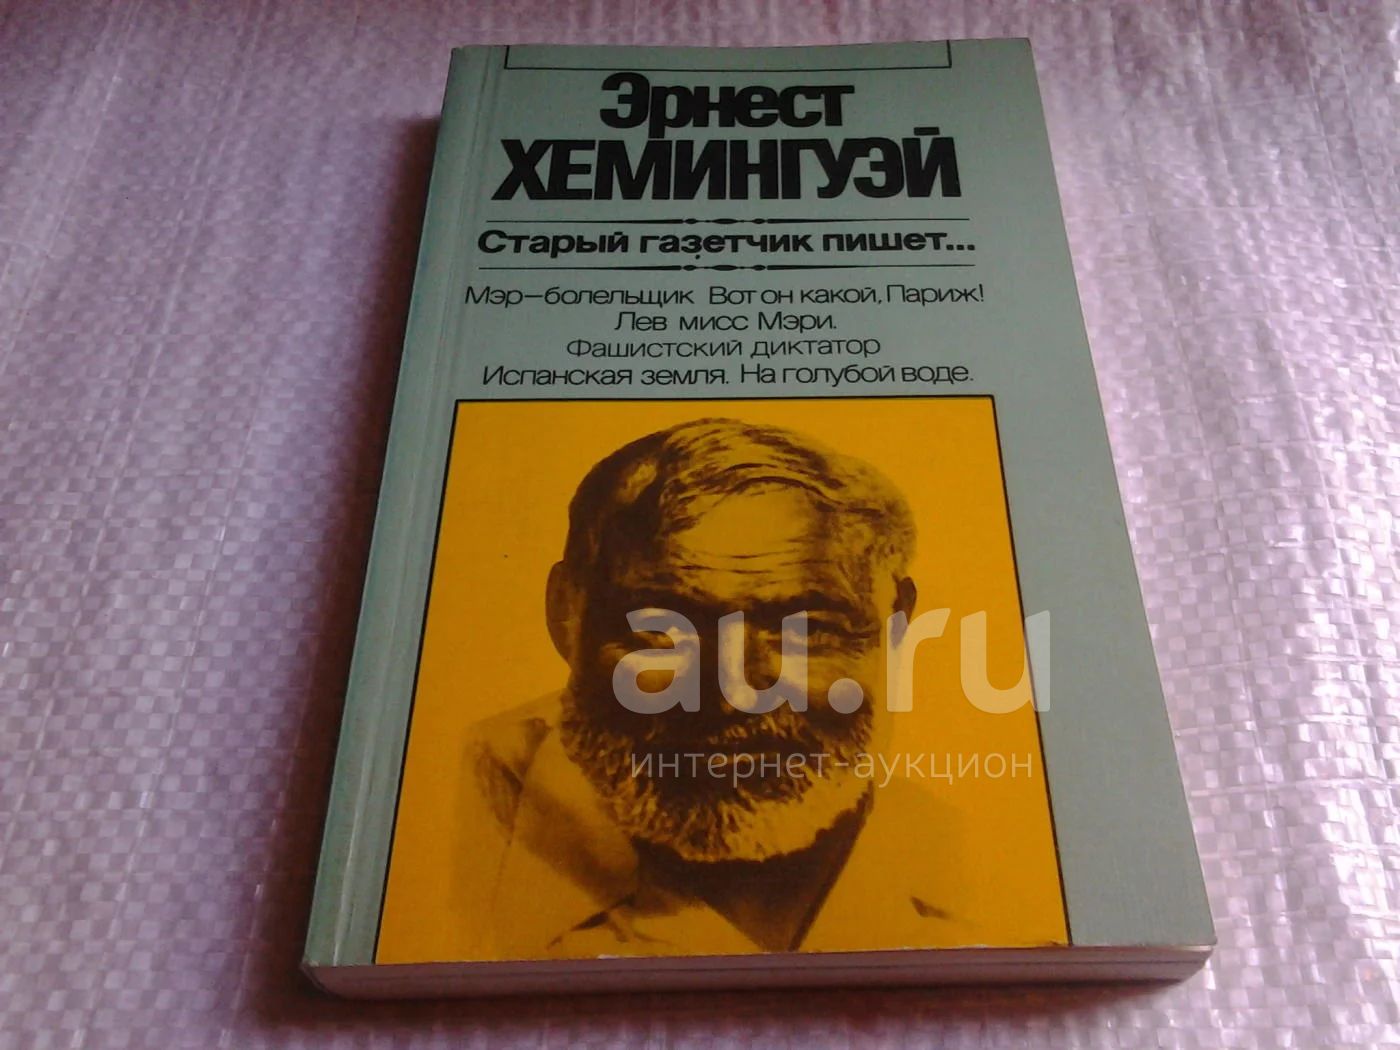 Эрнест
ХЕМИНГУЭЙ
Старый газетчик пишет...
Мэр—болельщик Вот он какой, Париж!
Лев мисс Мэри.
Фашистский диктатор
Испанская земля. На голубой воде.
au.ru
интернет-аукцион